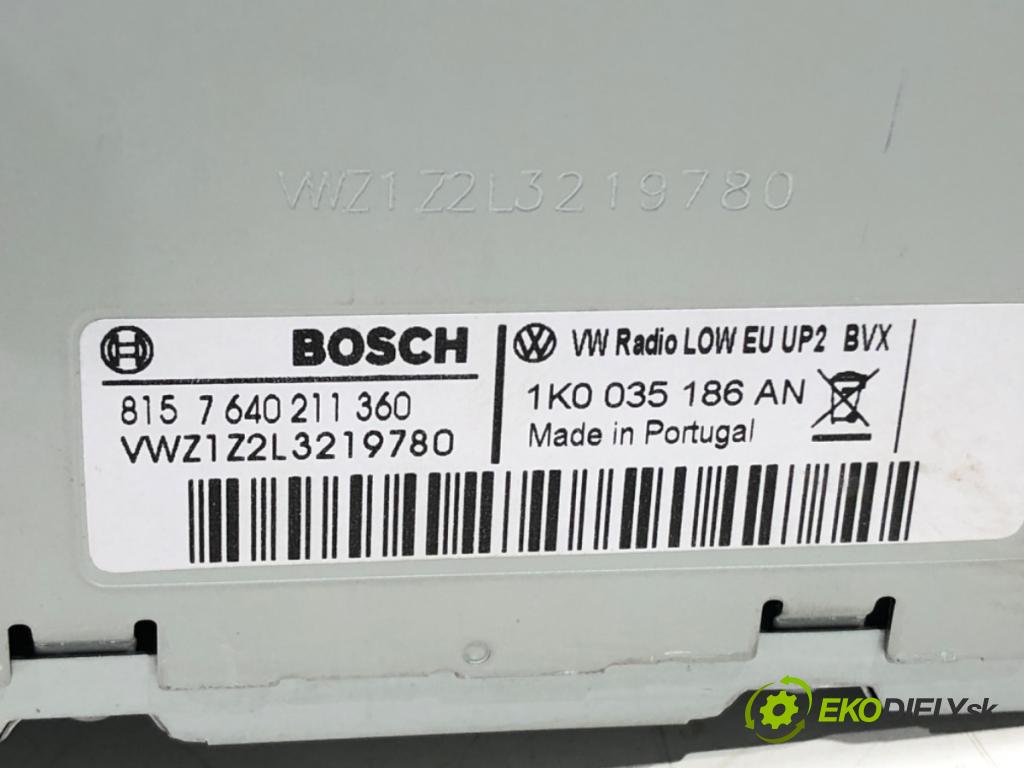 VWZ1Z2L3219780
BOSCH
815 7 640 211 360
VWZ1Z2L3219780
VW Radio LOW EU UP2 BVX
1K0 035 186 AN
Made in Portugal
EKODIELY.sk